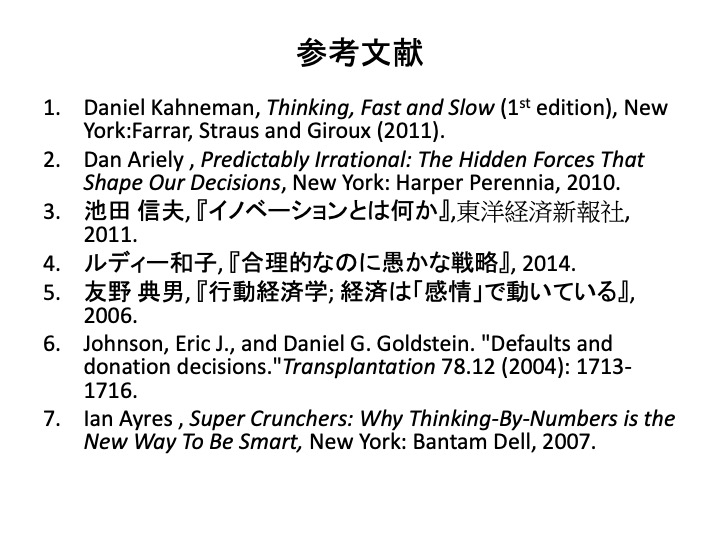 参考文献
1. Daniel Kahneman, Thinking, Fast and Slow (1st edition), New
York:Farrar, Straus and Giroux (2011).
2. Dan Ariely , Predictably Irrational: The Hidden Forces That
Shape Our Decisions, New York: Harper Perennia, 2010.
3. 池田 信夫, 『イノベーションとは何か』,東洋経済新報社,
2011.
4. ルディー和子, 『合理的なのに愚かな戦略』, 2014.
5. 友野 典男, 『行動経済学; 経済は「感情」で動いている』,
2006.
6. Johnson, Eric J., and Daniel G. Goldstein. "Defaults and
donation decisions."Transplantation 78.12 (2004): 1713-
1716.
7. Ian Ayres , Super Crunchers: Why Thinking-By-Numbers is the
New Way To Be Smart, New York: Bantam Dell, 2007.